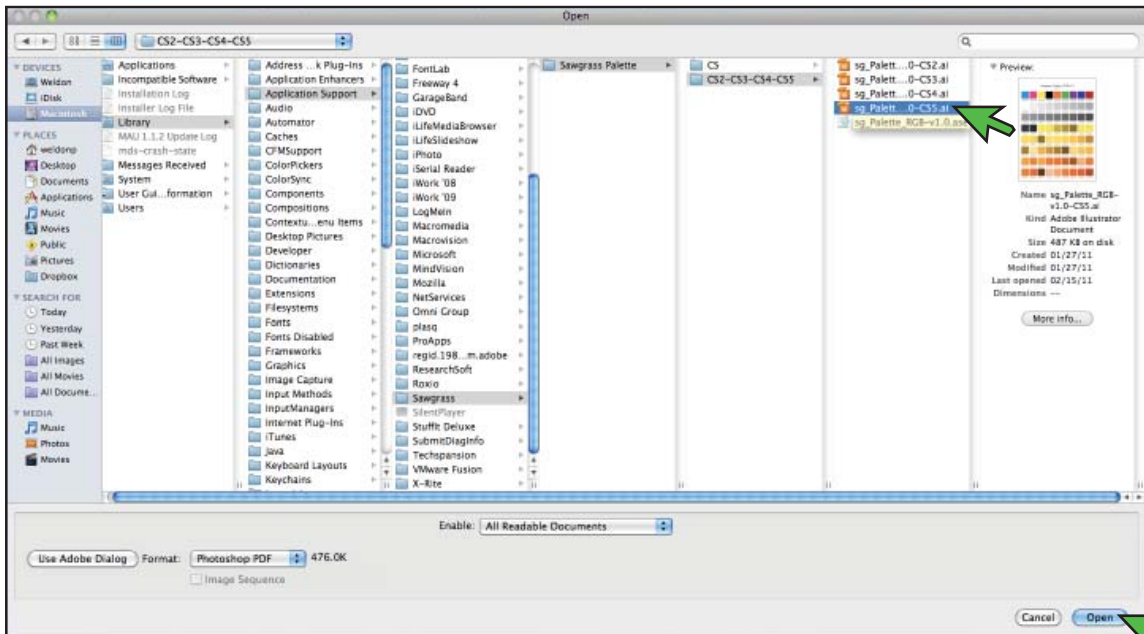 Open
CS2-CS3-CS4-CS5
DEVICES
Weldon
iDisk
Macintosh
PLACES
weldonp
Desktop
Documents
Applications
Music
Movies
Public
Pictures
Dropbox
SEARCH FOR
Today
Yesterday
Past Week
All Images
All Movies
All Docume...
MEDIA
Music
Photos
Movies
Applications
Incompatible Software
Installation Log
Installer Log File
Library
MAU 1.1.2 Update Log
mds-crash-state
Messages Received
System
User Gui...formation
Users
Address ...k Plug-Ins
Application Enhancers
Application Support
Audio
Automator
Caches
CFMSupport
ColorPickers
ColorSync
Components
Compositions
Contextu...enu Items
Desktop Pictures
Developer
Dictionaries
Documentation
Extensions
Filesystems
Fonts
Fonts Disabled
Frameworks
Graphics
Image Capture
Input Methods
InputManagers
Internet Plug-Ins
iTunes
Java
Keyboard Layouts
Keychains
FontLab
Freeway 4
GarageBand
iDVD
iLifeMediaBrowser
iLifeSlideshow
iPhoto
iSerial Reader
iWork '08
iWork '09
LogMeIn
Macromedia
Macrovision
Microsoft
MindVision
Mozilla
NetServices
Omni Group
plasq
ProApps
regid.198...m.adobe
ResearchSoft
Roxio
Sawgrass
SilentPlayer
StuffIt Deluxe
SubmitDiagInfo
Techspansion
VMware Fusion
X-Rite
Sawgrass Palette
CS
CS2-CS3-CS4-CS5
sg_Palett....0-CS2.ai
sg_Palett....0-CS3.ai
sg_Palett....0-CS4.ai
sg_Palett....0-CS5.ai
sg_Palette_RGB-v1.0.ase
Preview:
Name sg_Palette_RGB-
v1.0-CS5.ai
Kind Adobe Illustrator
Document
Size 487 KB on disk
Created 01/27/11
Modified 01/27/11
Last opened 02/15/11
Dimensions --
More info...
Enable: All Readable Documents
Use Adobe Dialog Format: Photoshop PDF 476.0K
Image Sequence
Cancel Open